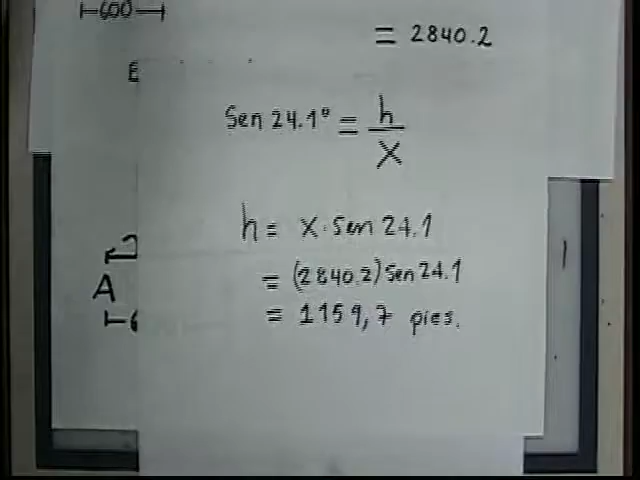 600
= 2840.2
E
Sen 24.1° = h/x
h = x · Sen 24.1
= (2840.2) Sen 24.1
A
= 1159,7 pies.